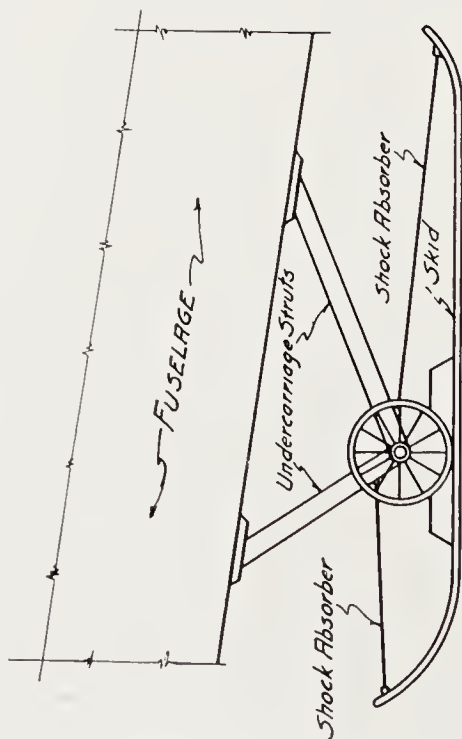 FUSELAGE
Undercarriage Struts
Shock Absorber
Skid
Shock Absorber